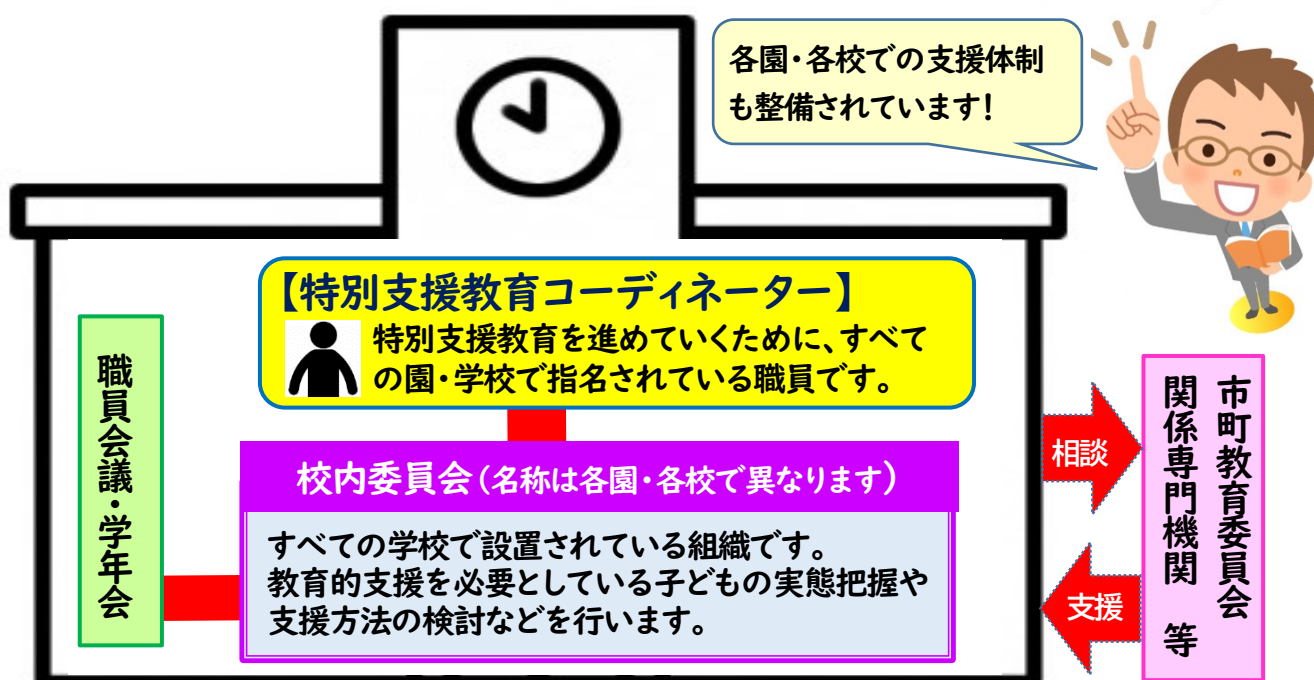 各園・各校での支援体制
も整備されています!
【特別支援教育コーディネーター】
特別支援教育を進めていくために、すべて
の園・学校で指名されている職員です。
職員会議・学年会
校内委員会(名称は各園・各校で異なります)
すべての学校で設置されている組織です。
教育的支援を必要としている子どもの実態把握や
支援方法の検討などを行います。
相談
支援
市町教育委員会
関係専門機関 等